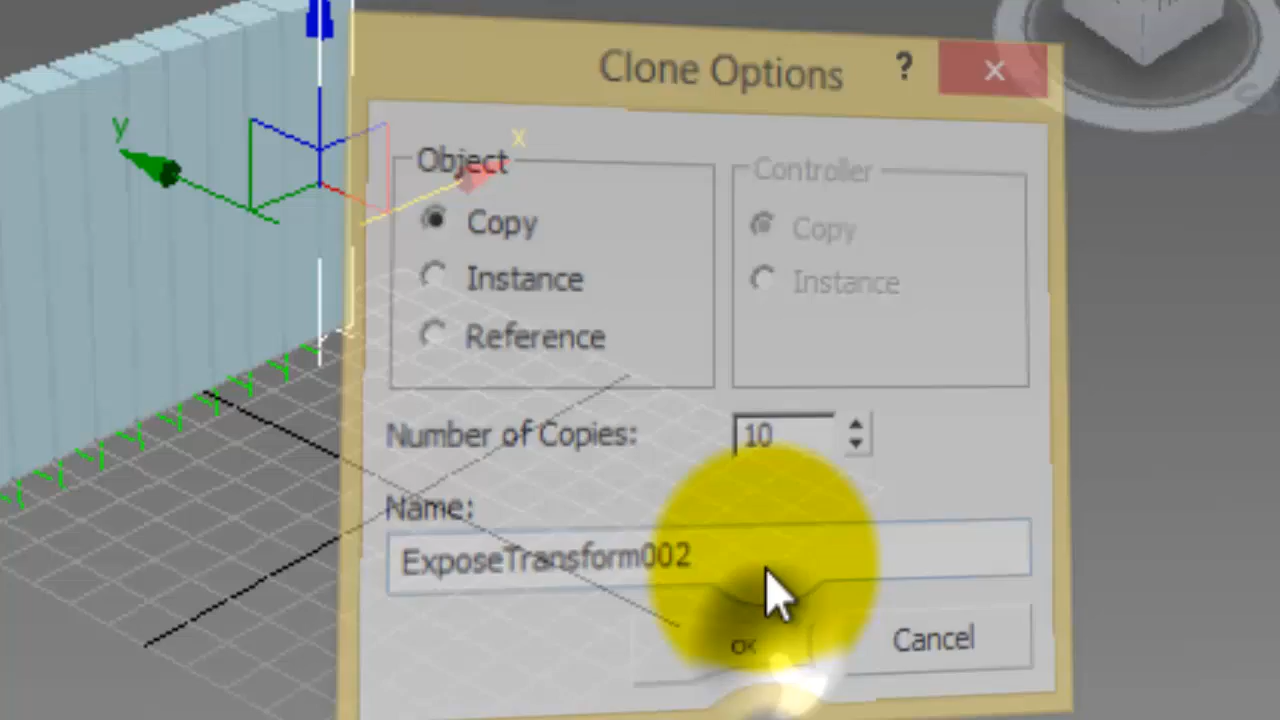 Clone Options
?
y
x
Object
Controller
Copy
Copy
Instance
Instance
Reference
Number of Copies:
10
Name:
ExposeTransform002
OK
Cancel